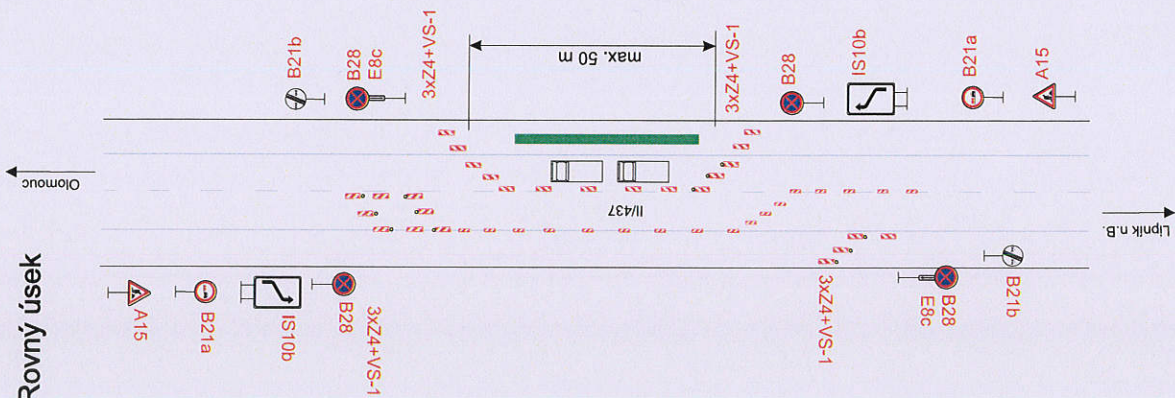 Rovný úsek
Olomouc
B21b
B28
E8c
3xZ4+VS-1
max. 50 m
3xZ4+VS-1
B28
IS10b
B21a
A15
II/437
A15
B21a
IS10b
B28
3xZ4+VS-1
3xZ4+VS-1
B28
E8c
B21b
Lipník n.B.